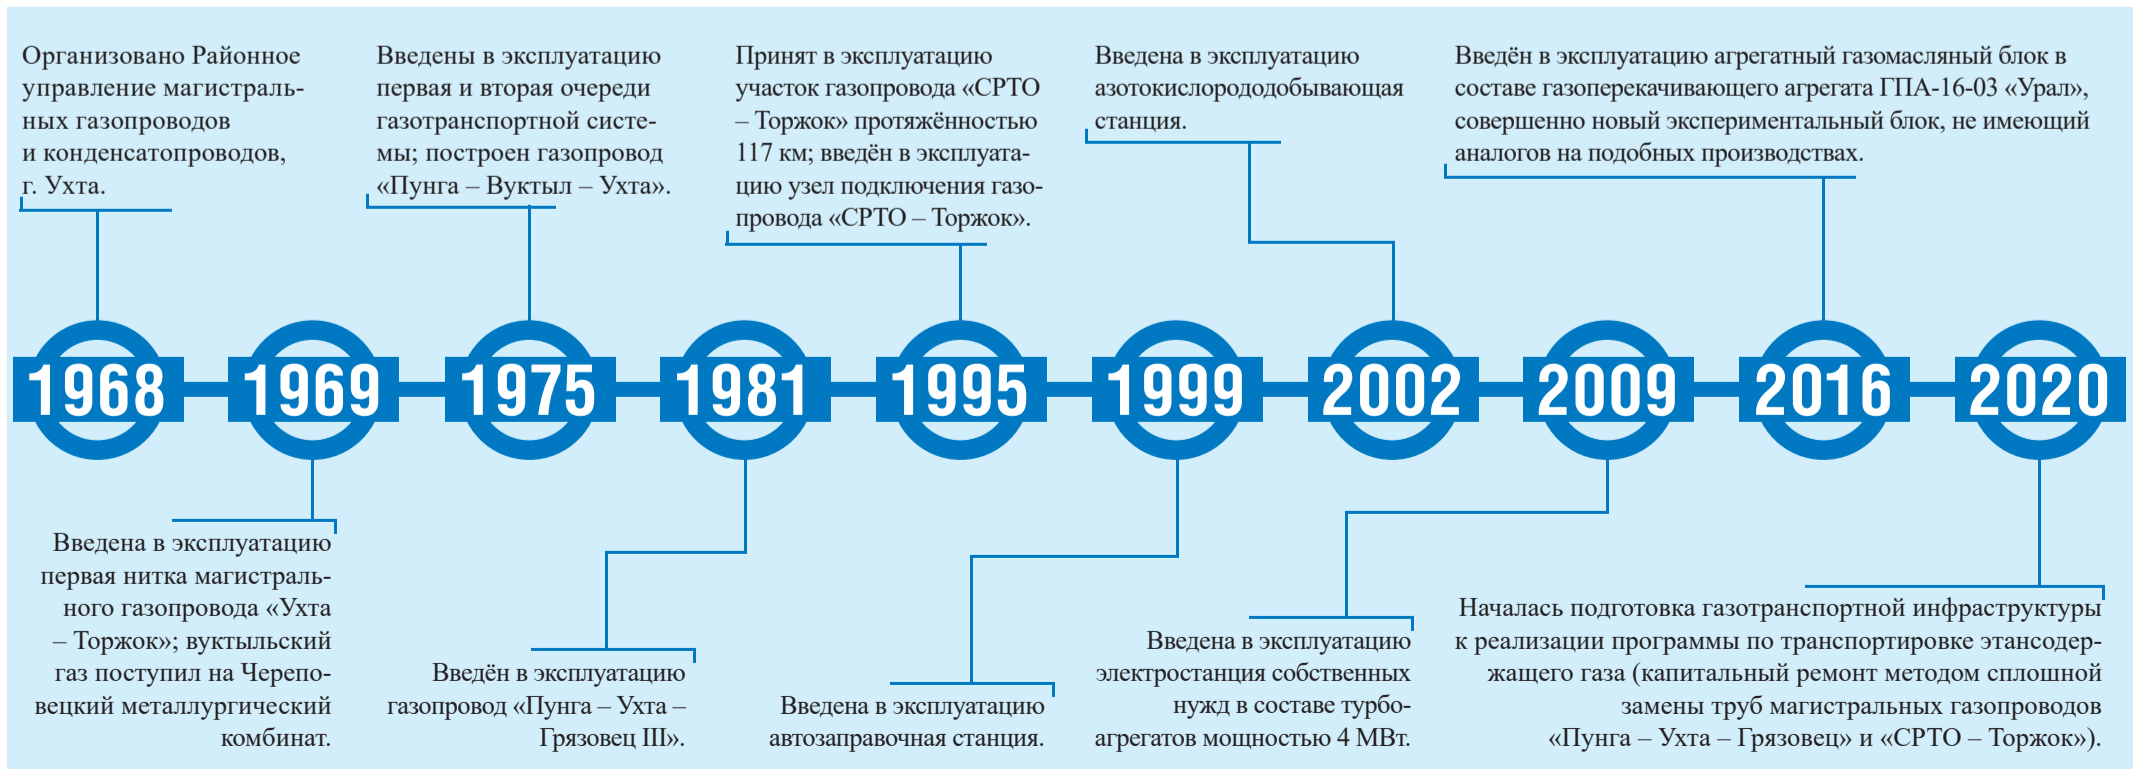 Организовано Районное
управление магистраль-
ных газопроводов
и конденсатопроводов,
г. Ухта.
Введены в эксплуатацию
первая и вторая очереди
газотранспортной систе-
мы; построен газопровод
«Пунга – Вуктыл – Ухта».
Принят в эксплуатацию
участок газопровода «СРТО
– Торжок» протяжённостью
117 км; введён в эксплуата-
цию узел подключения газо-
провода «СРТО – Торжок».
Введена в эксплуатацию
азотокислорододобывающая
станция.
Введён в эксплуатацию агрегатный газомасляный блок в
составе газоперекачивающего агрегата ГПА-16-03 «Урал»,
совершенно новый экспериментальный блок, не имеющий
аналогов на подобных производствах.
1968
1969
1975
1981
1995
1999
2002
2009
2016
2020
Введена в эксплуатацию
первая нитка магистраль-
ного газопровода «Ухта
– Торжок»; вуктыльский
газ поступил на Черепо-
вецкий металлургический
комбинат.
Введён в эксплуатацию
газопровод «Пунга – Ухта –
Грязовец III».
Введена в эксплуатацию
автозаправочная станция.
Введена в эксплуатацию
электростанция собственных
нужд в составе турбо-
агрегатов мощностью 4 МВт.
Началась подготовка газотранспортной инфраструктуры
к реализации программы по транспортировке этансодер-
жащего газа (капитальный ремонт методом сплошной
замены труб магистральных газопроводов
«Пунга – Ухта – Грязовец» и «СРТО – Торжок»).